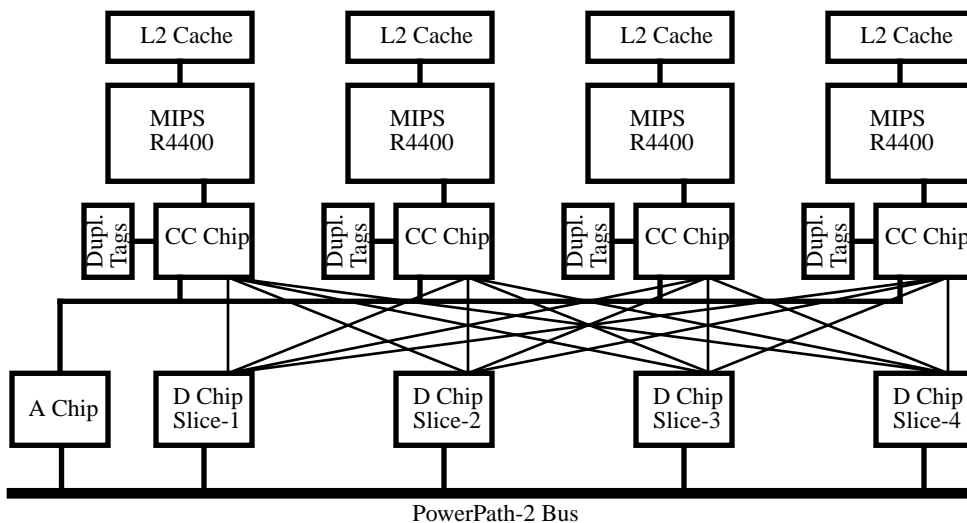 L2 Cache
L2 Cache
L2 Cache
L2 Cache
MIPS
R4400
MIPS
R4400
MIPS
R4400
MIPS
R4400
Dupl.
Tags
CC Chip
Dupl.
Tags
CC Chip
Dupl.
Tags
CC Chip
Dupl.
Tags
CC Chip
A Chip
D Chip
Slice-1
D Chip
Slice-2
D Chip
Slice-3
D Chip
Slice-4
PowerPath-2 Bus